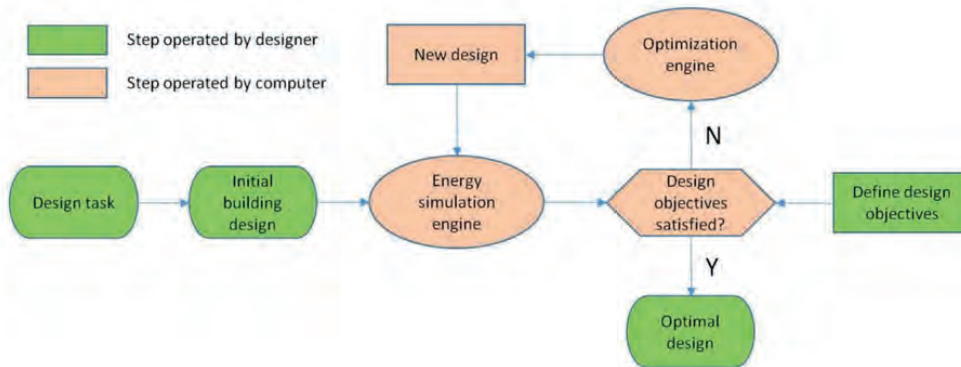 Step operated by designer
Step operated by computer
New design
Optimization
engine
N
Design task
Initial
building
design
Energy
simulation
engine
Design
objectives
satisfied?
Define design
objectives
Y
Optimal
design